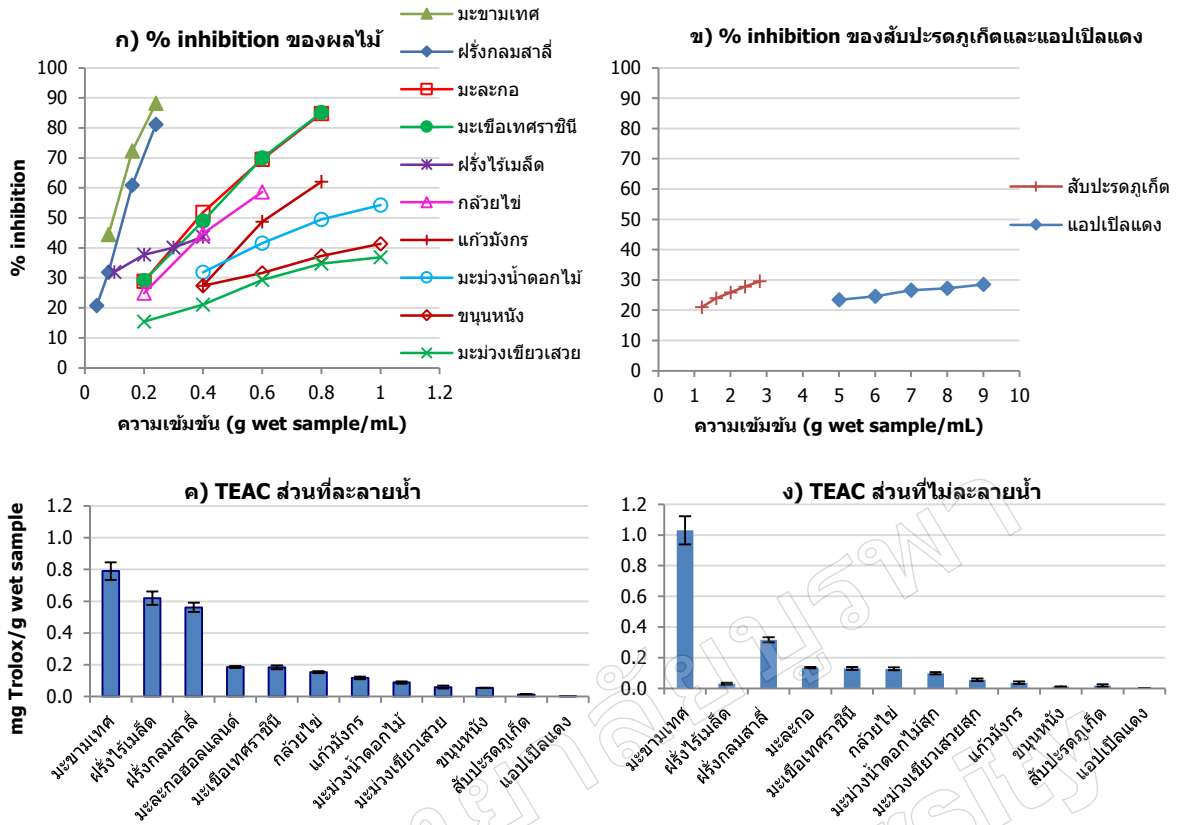 ก) % inhibition ของผลไม้
% inhibition
100
90
80
70
60
50
40
30
20
10
0
0 0.2 0.4 0.6 0.8 1 1.2
ความเข้มข้น (g wet sample/mL)
มะขามเทศ
ฝรั่งกลมสาลี่
มะละกอ
มะเขือเทศราชินี
ฝรั่งไร้เมล็ด
กล้วยไข่
แก้วมังกร
มะม่วงน้ำดอกไม้
ขนุนหนัง
มะม่วงเขียวเสวย
ข) % inhibition ของสับปะรดภูเก็ตและแอปเปิลแดง
100
90
80
70
60
50
40
30
20
10
0
0 1 2 3 4 5 6 7 8 9 10
ความเข้มข้น (g wet sample/mL)
สับปะรดภูเก็ต
แอปเปิลแดง
ค) TEAC ส่วนที่ละลายน้ำ
mg Trolox/g wet sample
1.2
1.0
0.8
0.6
0.4
0.2
0.0
มะขามเทศ
ฝรั่งไร้เมล็ด
ฝรั่งกลมสาลี่
มะละกอฮอลแลนด์
มะเขือเทศราชินี
กล้วยไข่
แก้วมังกร
มะม่วงน้ำดอกไม้
มะม่วงเขียวเสวย
ขนุนหนัง
สับปะรดภูเก็ต
แอปเปิลแดง
ง) TEAC ส่วนที่ไม่ละลายน้ำ
1.2
1.0
0.8
0.6
0.4
0.2
0.0
มะขามเทศ
ฝรั่งไร้เมล็ด
ฝรั่งกลมสาลี่
มะละกอ
มะเขือเทศราชินี
กล้วยไข่
มะม่วงน้ำดอกไม้สุก
มะม่วงเขียวเสวยสุก
แก้วมังกร
ขนุนหนัง
สับปะรดภูเก็ต
แอปเปิลแดง